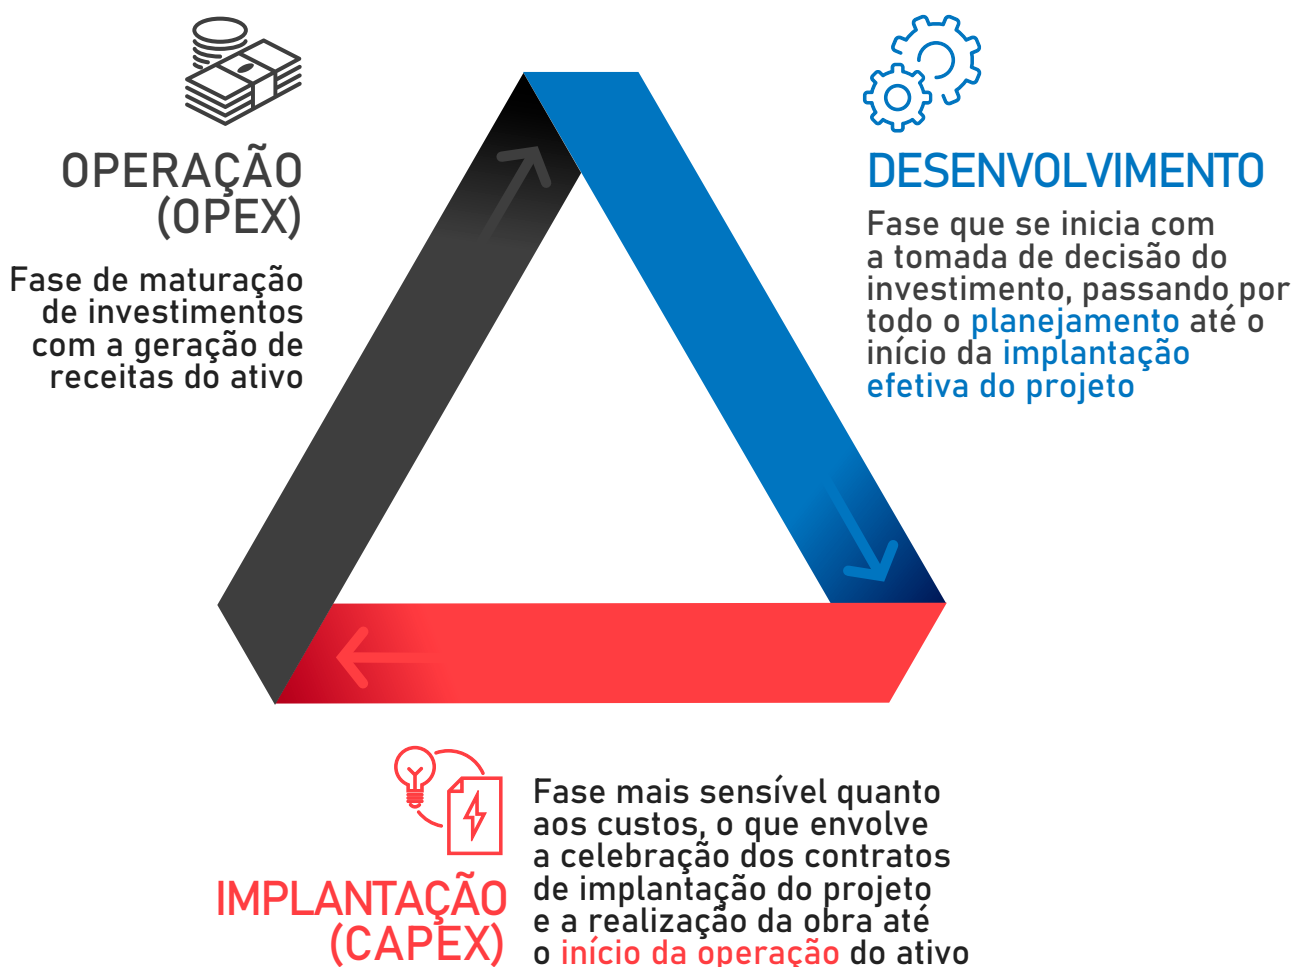 OPERAÇÃO
(OPEX)
Fase de maturação
de investimentos
com a geração de
receitas do ativo
DESENVOLVIMENTO
Fase que se inicia com
a tomada de decisão do
investimento, passando por
todo o planejamento até o
início da implantação
efetiva do projeto
IMPLANTAÇÃO
(CAPEX)
Fase mais sensível quanto
aos custos, o que envolve
a celebração dos contratos
de implantação do projeto
e a realização da obra até
o início da operação do ativo